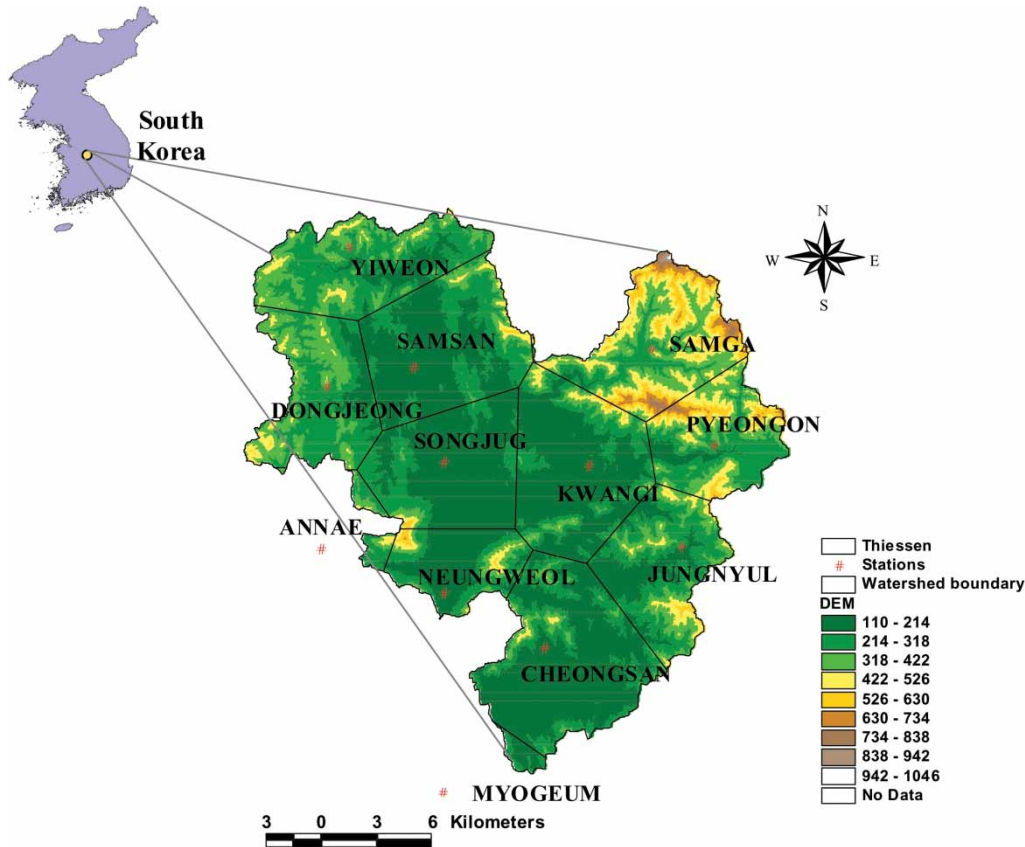 South
Korea
N
W
E
S
YIWEON
#
SAMSAN
#
SAMGA
#
DONGJEONG
#
PYEONGON
#
SONGJUG
#
KWANGI
#
ANNAE
#
NEUNGWEOL
#
JUNGNYUL
#
CHEONGSAN
#
# MYOGEUM
3 0 3 6 Kilometers
Thiessen
# Stations
Watershed boundary
DEM
110 - 214
214 - 318
318 - 422
422 - 526
526 - 630
630 - 734
734 - 838
838 - 942
942 - 1046
No Data